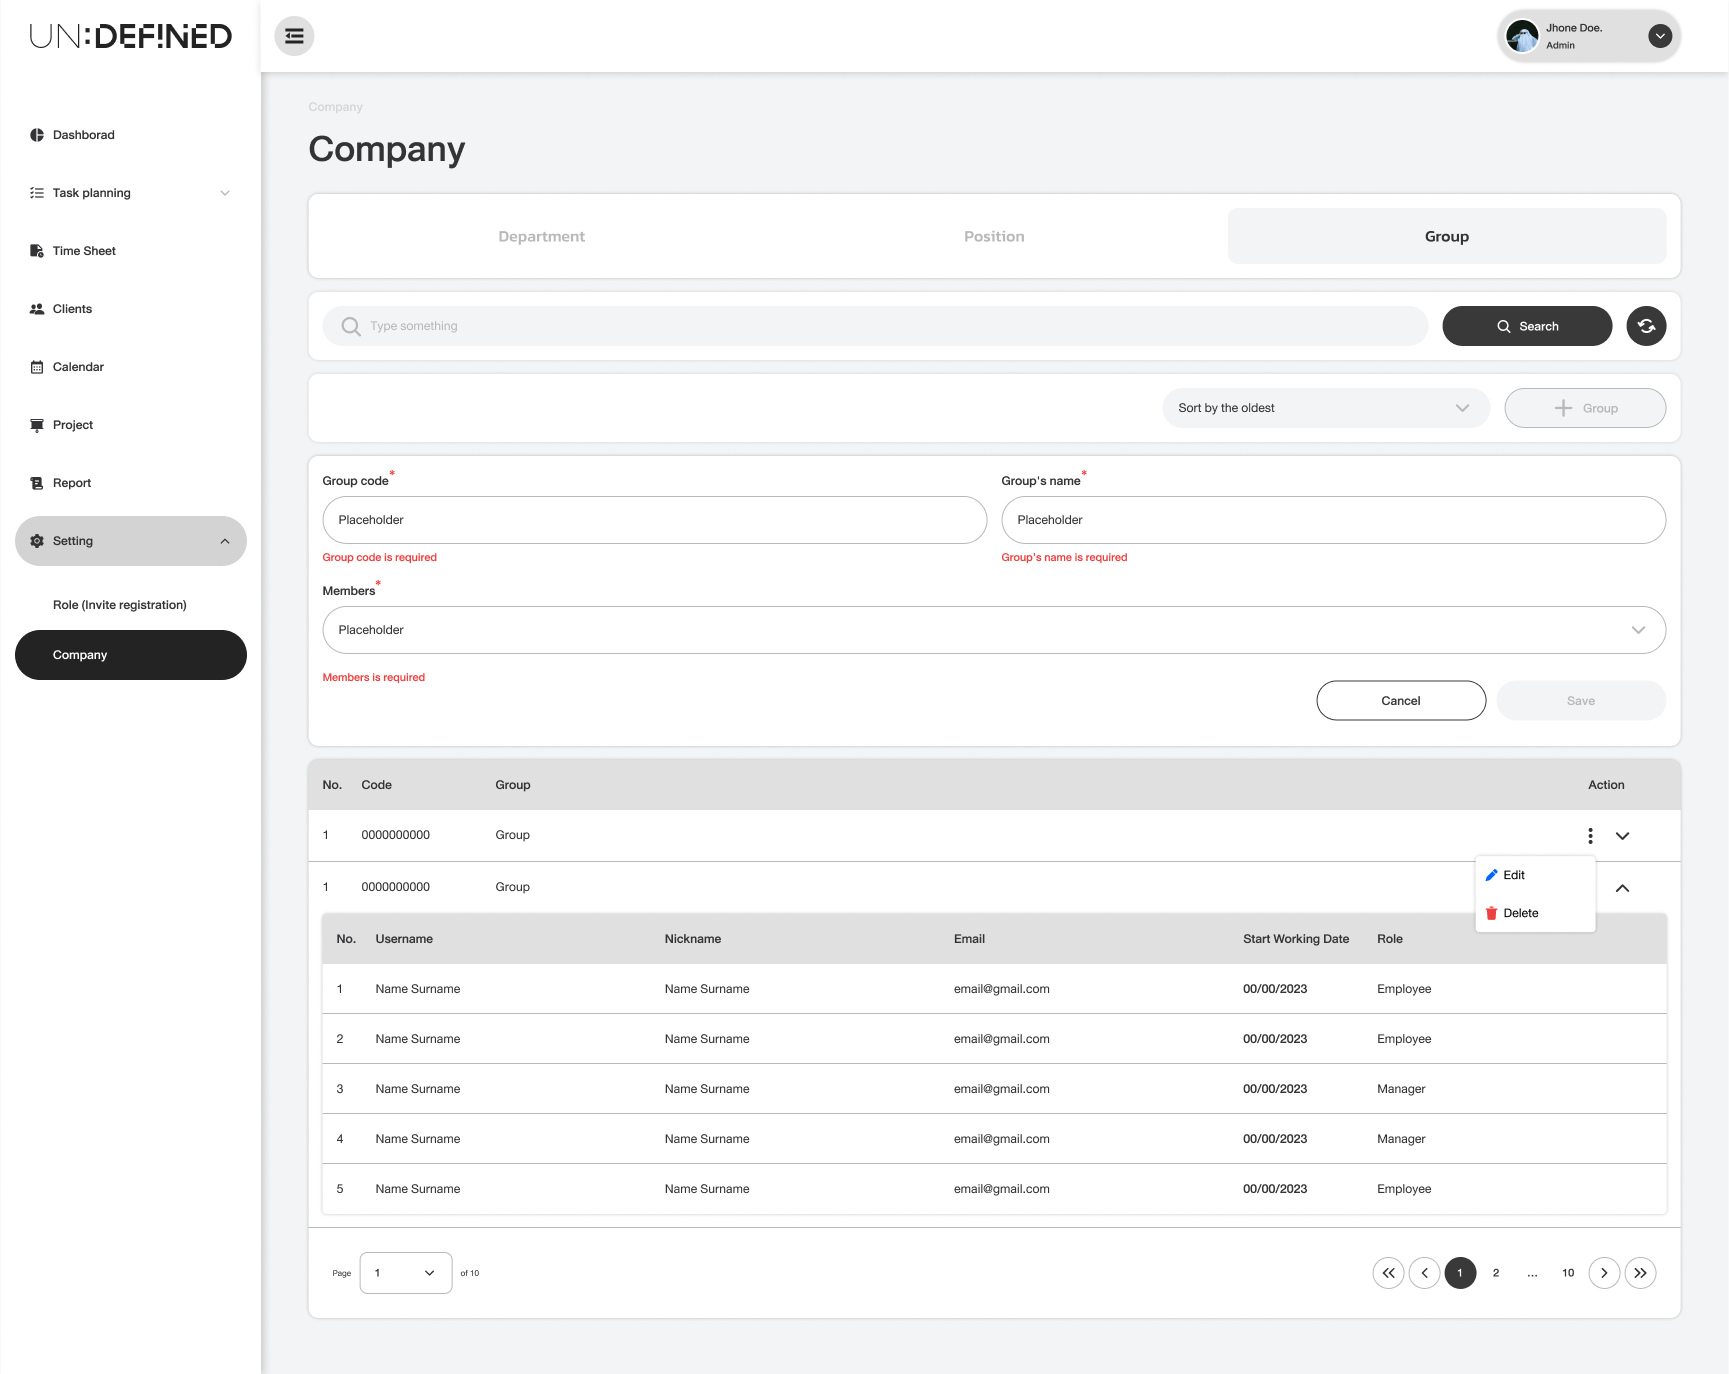 UN:DEF!NED
Jhone Doe.
Admin
Dashborad
Task planning
Time Sheet
Clients
Calendar
Project
Report
Setting
Role (Invite registration)
Company
Company
Company
Department
Position
Group
Type something
Search
Sort by the oldest
Group
Group code*
Group's name*
Placeholder
Placeholder
Group code is required
Group's name is required
Members*
Placeholder
Members is required
Cancel
Save
No. Code Group Action
1 0000000000 Group
1 0000000000 Group
Edit
Delete
No. Username Nickname Email Start Working Date Role
1 Name Surname Name Surname email@gmail.com 00/00/2023 Employee
2 Name Surname Name Surname email@gmail.com 00/00/2023 Employee
3 Name Surname Name Surname email@gmail.com 00/00/2023 Manager
4 Name Surname Name Surname email@gmail.com 00/00/2023 Manager
5 Name Surname Name Surname email@gmail.com 00/00/2023 Employee
Page 1 of 10
1 2 ... 10